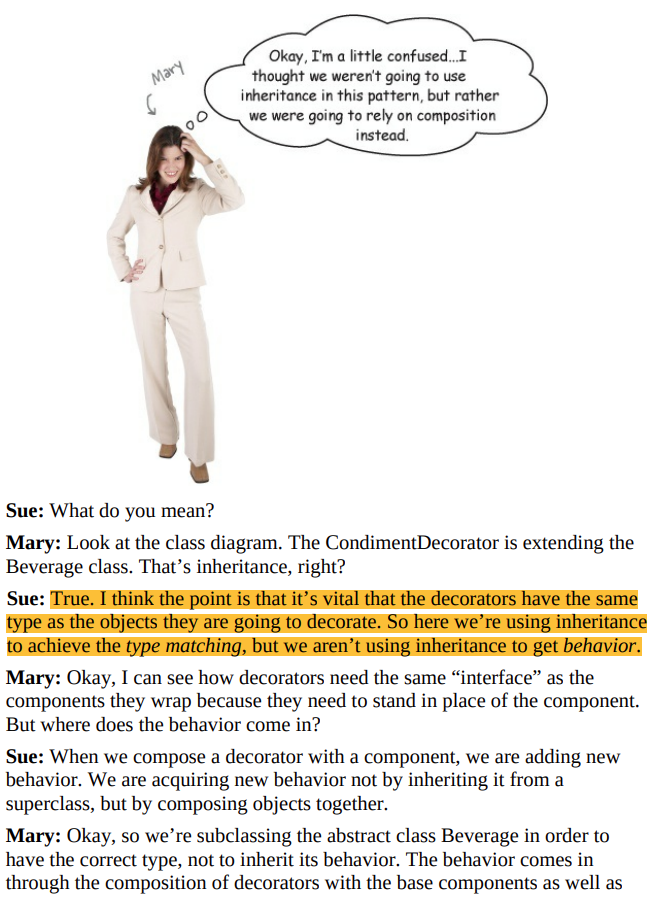 Mary
Okay, I'm a little confused...I
thought we weren't going to use
inheritance in this pattern, but rather
we were going to rely on composition
instead.
Sue: What do you mean?
Mary: Look at the class diagram. The CondimentDecorator is extending the
Beverage class. That’s inheritance, right?
Sue: True. I think the point is that it’s vital that the decorators have the same
type as the objects they are going to decorate. So here we’re using inheritance
to achieve the type matching, but we aren’t using inheritance to get behavior.
Mary: Okay, I can see how decorators need the same “interface” as the
components they wrap because they need to stand in place of the component.
But where does the behavior come in?
Sue: When we compose a decorator with a component, we are adding new
behavior. We are acquiring new behavior not by inheriting it from a
superclass, but by composing objects together.
Mary: Okay, so we’re subclassing the abstract class Beverage in order to
have the correct type, not to inherit its behavior. The behavior comes in
through the composition of decorators with the base components as well as